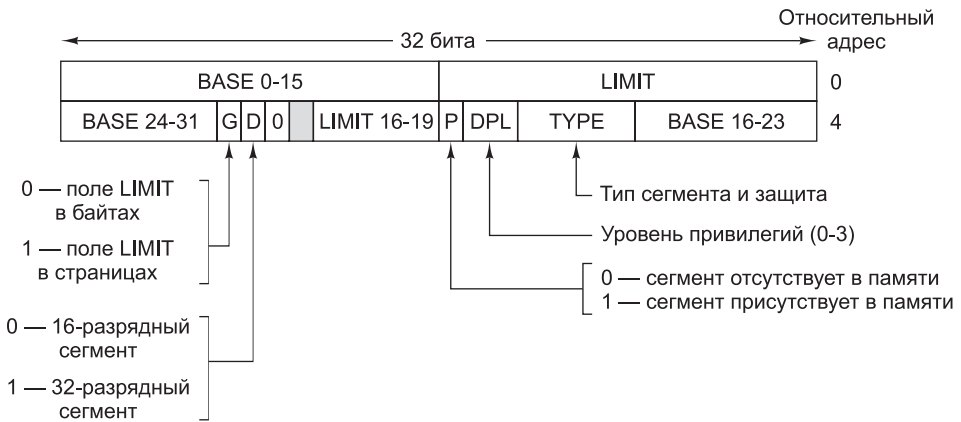 Относительный
адрес
32 бита
BASE 0-15 LIMIT 0
BASE 24-31 G D 0 LIMIT 16-19 P DPL TYPE BASE 16-23 4
0 — поле LIMIT
в байтах
1 — поле LIMIT
в страницах
0 — 16-разрядный
сегмент
1 — 32-разрядный
сегмент
Тип сегмента и защита
Уровень привилегий (0-3)
0 — сегмент отсутствует в памяти
1 — сегмент присутствует в памяти